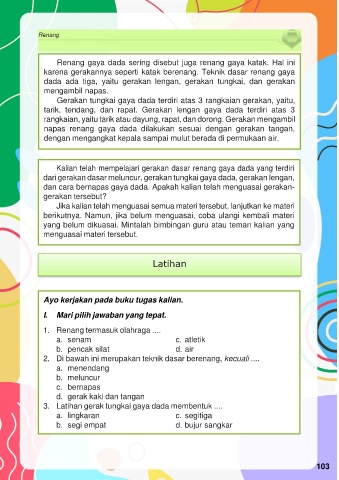 Renang
Renang gaya dada sering disebut juga renang gaya katak. Hal ini
karena gerakannya seperti katak berenang. Teknik dasar renang gaya
dada ada tiga, yaitu gerakan lengan, gerakan tungkai, dan gerakan
mengambil napas.
Gerakan tungkai gaya dada terdiri atas 3 rangkaian gerakan, yaitu,
tarik, tendang, dan rapat. Gerakan lengan gaya dada terdiri atas 3
rangkaian, yaitu tarik atau dayung, rapat, dan dorong. Gerakan mengambil
napas renang gaya dada dilakukan sesuai dengan gerakan tangan,
dengan mengangkat kepala sampai mulut berada di permukaan air.
Kalian telah mempelajari gerakan dasar renang gaya dada yang terdiri
dari gerakan dasar meluncur, gerakan tungkai gaya dada, gerakan lengan,
dan cara bernapas gaya dada. Apakah kalian telah menguasai gerakan-
gerakan tersebut?
Jika kalian telah menguasai semua materi tersebut, lanjutkan ke materi
berikutnya. Namun, jika belum menguasai, coba ulangi kembali materi
yang belum dikuasai. Mintalah bimbingan guru atau teman kalian yang
menguasai materi tersebut.
Latihan
Ayo kerjakan pada buku tugas kalian.
I. Mari pilih jawaban yang tepat.
1. Renang termasuk olahraga ....
a. senam c. atletik
b. pencak silat d. air
2. Di bawah ini merupakan teknik dasar berenang, kecuali ....
a. menendang
b. meluncur
c. bernapas
d. gerak kaki dan tangan
3. Latihan gerak tungkai gaya dada membentuk ....
a. lingkaran c. segitiga
b. segi empat d. bujur sangkar
103